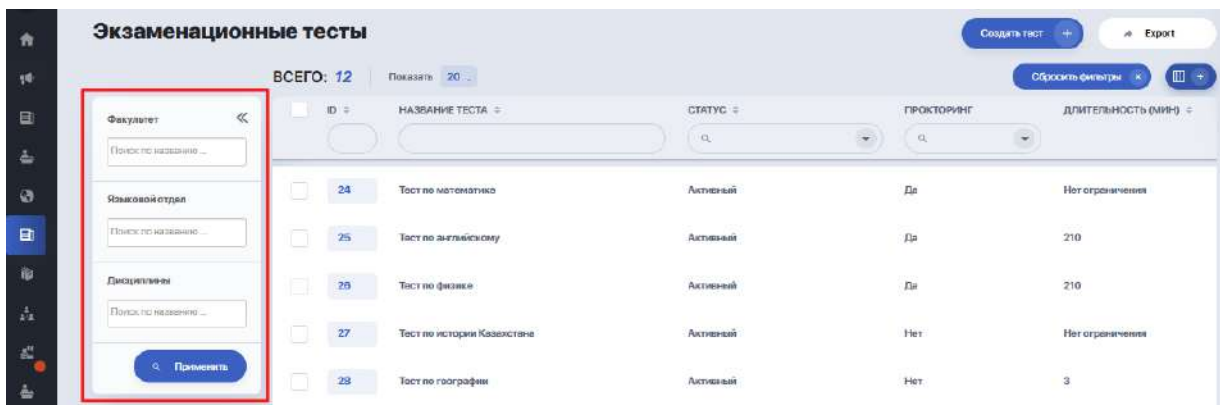 Экзаменационные тесты
Создать тест +
Export
ВСЕГО: 12
Показать 20
Сбросить фильтры ×
+
Факультет
Поиск по названию ...
Языковой отдел
Поиск по названию ...
Дисциплины
Поиск по названию ...
Применить
ID НАЗВАНИЕ ТЕСТА СТАТУС ПРОКТОРИНГ ДЛИТЕЛЬНОСТЬ (МИН)
24 Тест по математике Активный Да Нет ограничения
25 Тест по английскому Активный Да 210
26 Тест по физике Активный Да 210
27 Тест по истории Казахстана Активный Нет Нет ограничения
28 Тест по географии Активный Нет 3